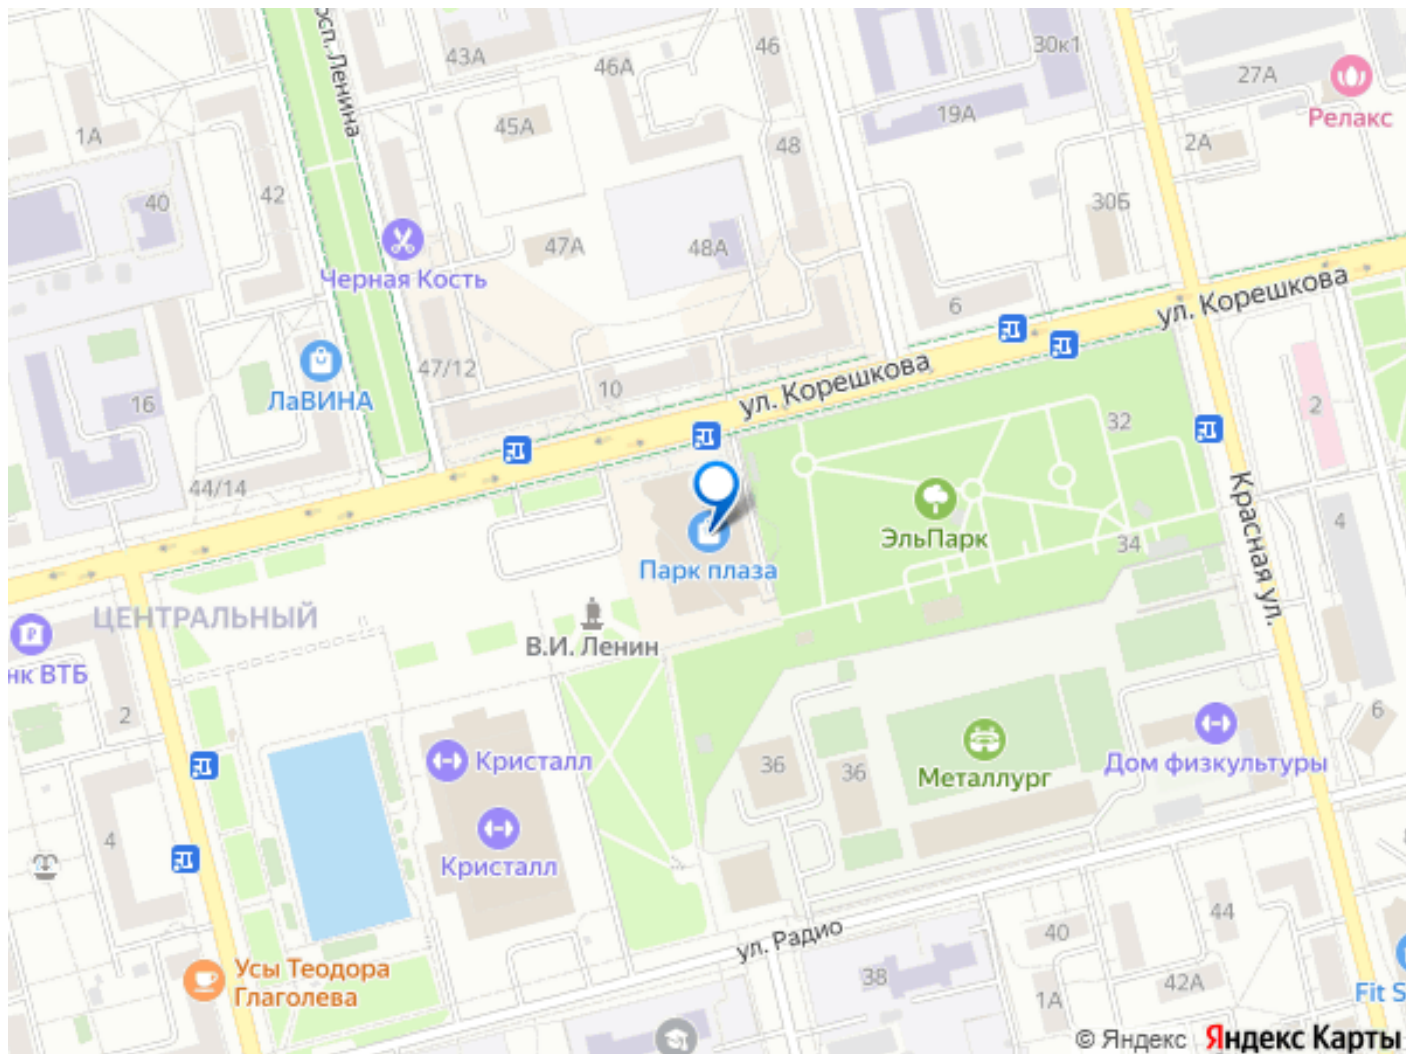 просп. Ленина
43А
46А
46
30к1
27А
Релакс
1А
45А
48
19А
2А
40
42
30Б
Черная Кость
47А
48А
ул. Корешкова
6
47/12
10
ул. Корешкова
ЛаВИНА
16
2
32
44/14
Красная ул.
ЭльПарк
34
4
Парк плаза
ЦЕНТРАЛЬНЫЙ
В.И. Ленин
нк ВТБ
2
6
Кристалл
36
36
Металлург
Дом физкультуры
4
Кристалл
ул. Радио
44
40
38
42А
1А
Усы Теодора
Глаголева
Fit S
© Яндекс Яндекс Карты